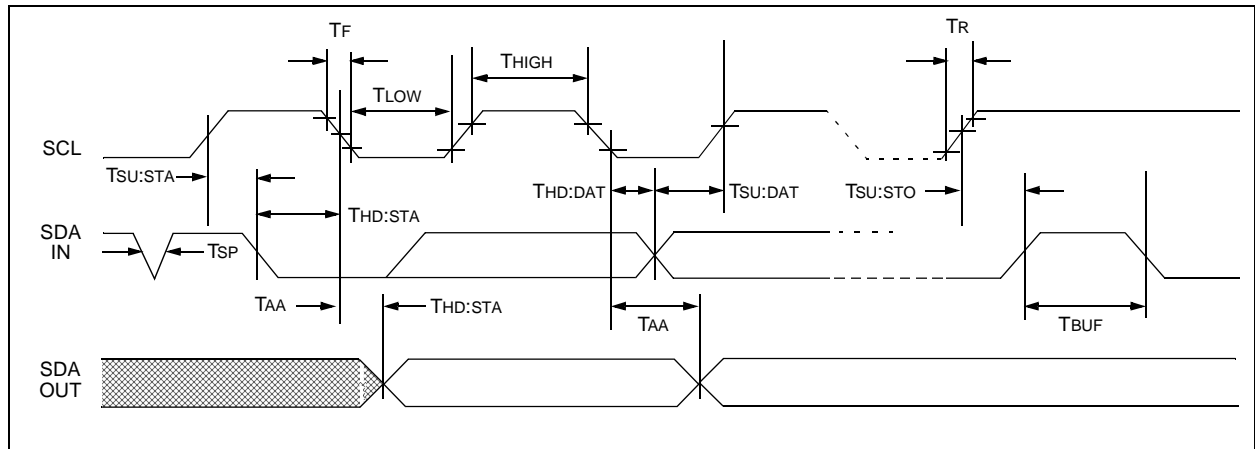 TF
TR
THIGH
TLOW
SCL
TSU:STA
THD:DAT
TSU:DAT
TSU:STO
THD:STA
SDA
IN
TSP
TAA
THD:STA
TAA
TBUF
SDA
OUT